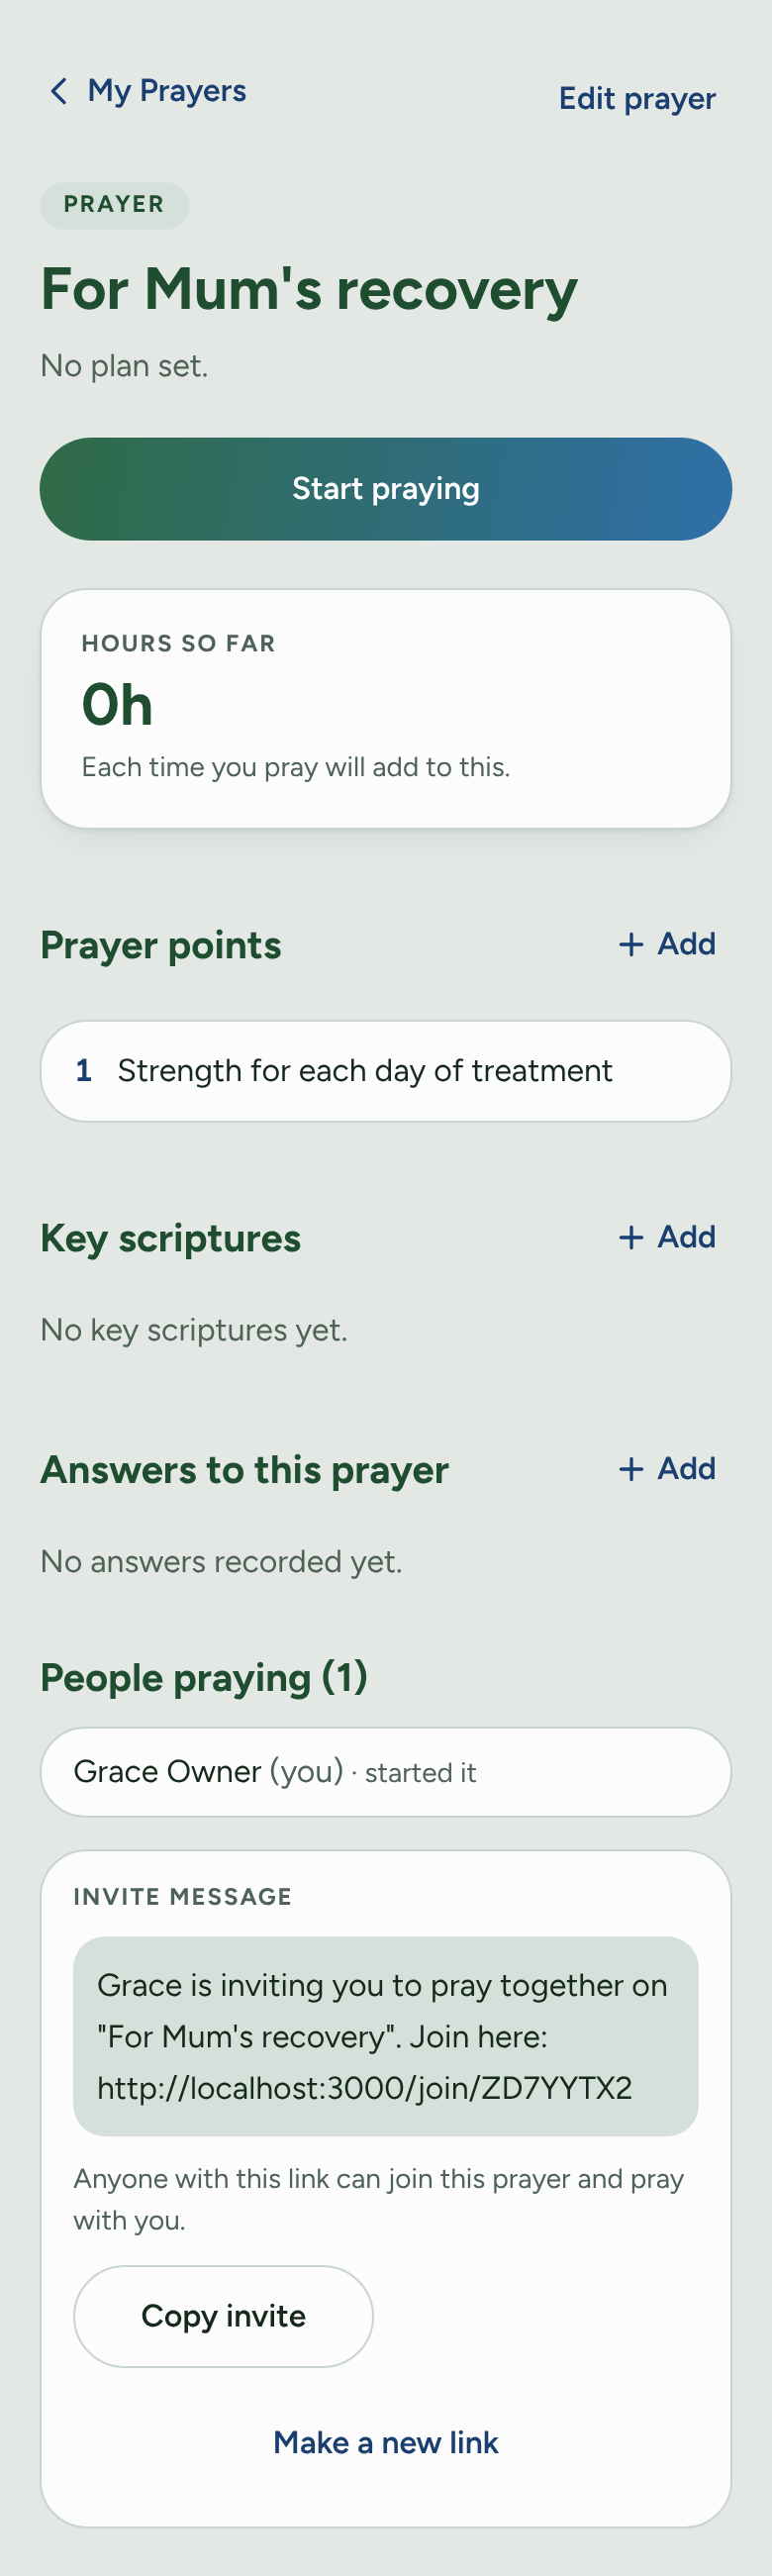 My Prayers
Edit prayer
PRAYER
For Mum's recovery
No plan set.
Start praying
HOURS SO FAR
0h
Each time you pray will add to this.
Prayer points
+ Add
1 Strength for each day of treatment
Key scriptures
+ Add
No key scriptures yet.
Answers to this prayer
+ Add
No answers recorded yet.
People praying (1)
Grace Owner (you) · started it
INVITE MESSAGE
Grace is inviting you to pray together on
"For Mum's recovery". Join here:
http://localhost:3000/join/ZD7YYTX2
Anyone with this link can join this prayer and pray
with you.
Copy invite
Make a new link